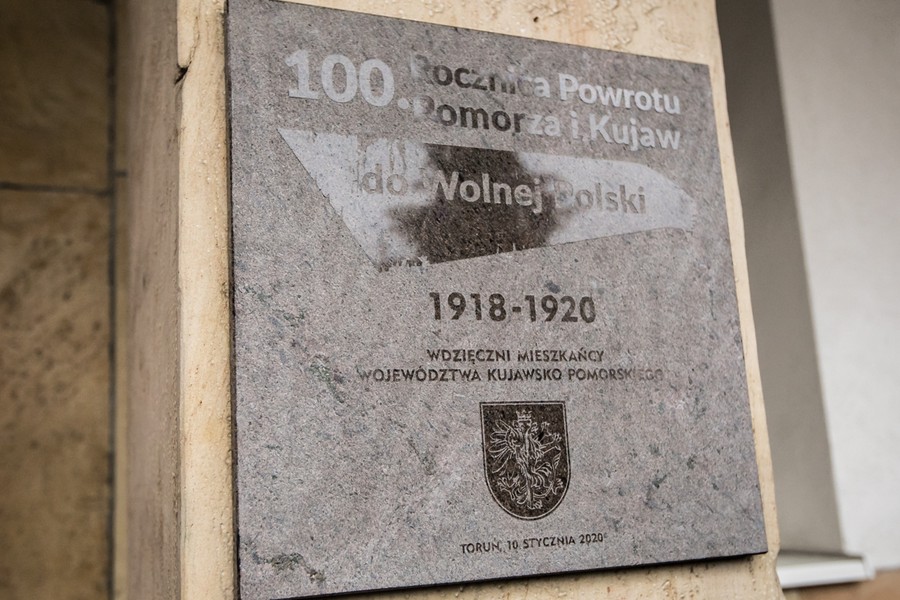 100. Rocznica Powrotu
Pomorza i Kujaw
do Wolnej Polski
1918-1920
WDZIĘCZNI MIESZKAŃCY
WOJEWÓDZTWA KUJAWSKO POMORSKIEGO
TORUŃ, 10 STYCZNIA 2020